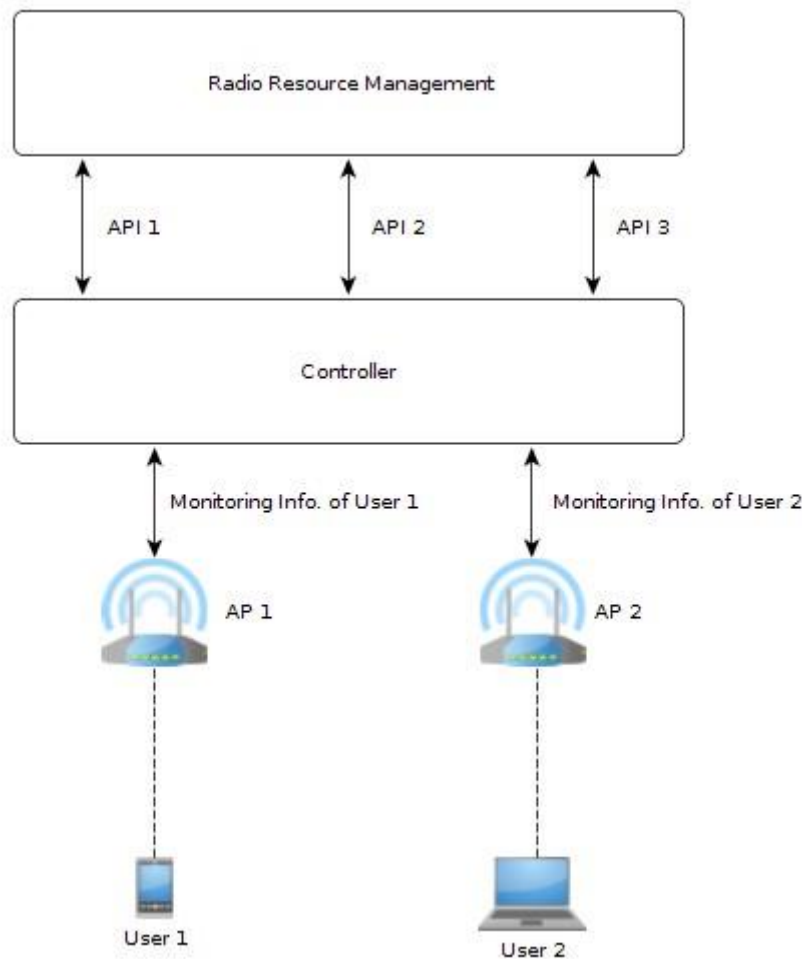 Radio Resource Management
API 1
API 2
API 3
Controller
Monitoring Info. of User 1
Monitoring Info. of User 2
AP 1
AP 2
User 1
User 2